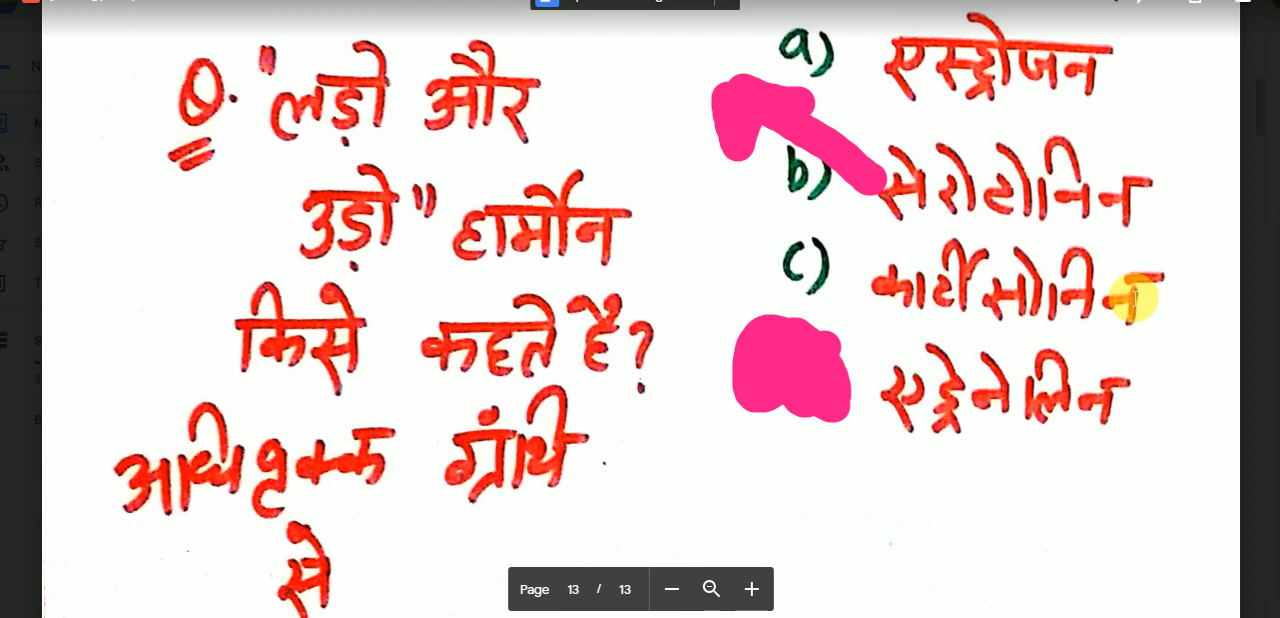 Q. "लड़ो और
उड़ो" हार्मोन
किसे कहते है?
अधिवृक्क ग्रंथि
से
a) एस्ट्रोजन
b) सेरोटोनिन
c) कार्टीसोनिन
एड्रेनेलिन
Page 13 / 13